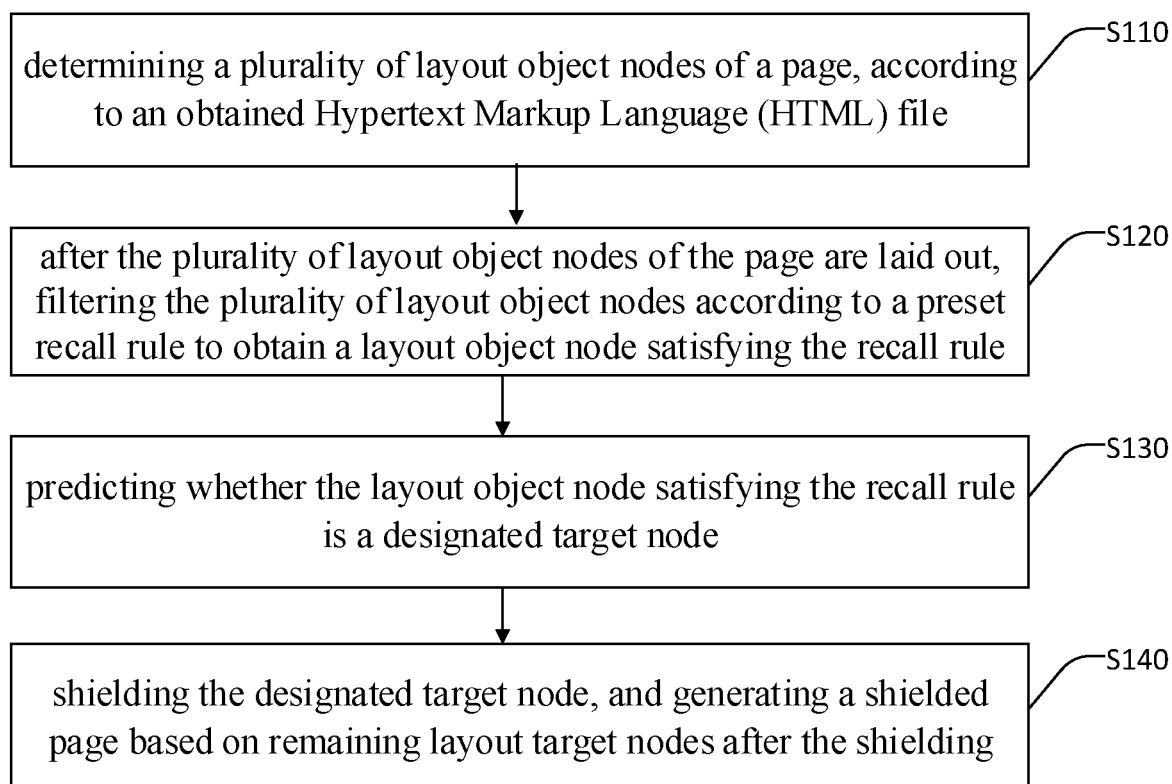 S110
determining a plurality of layout object nodes of a page, according
to an obtained Hypertext Markup Language (HTML) file
S120
after the plurality of layout object nodes of the page are laid out,
filtering the plurality of layout object nodes according to a preset
recall rule to obtain a layout object node satisfying the recall rule
S130
predicting whether the layout object node satisfying the recall rule
is a designated target node
S140
shielding the designated target node, and generating a shielded
page based on remaining layout target nodes after the shielding